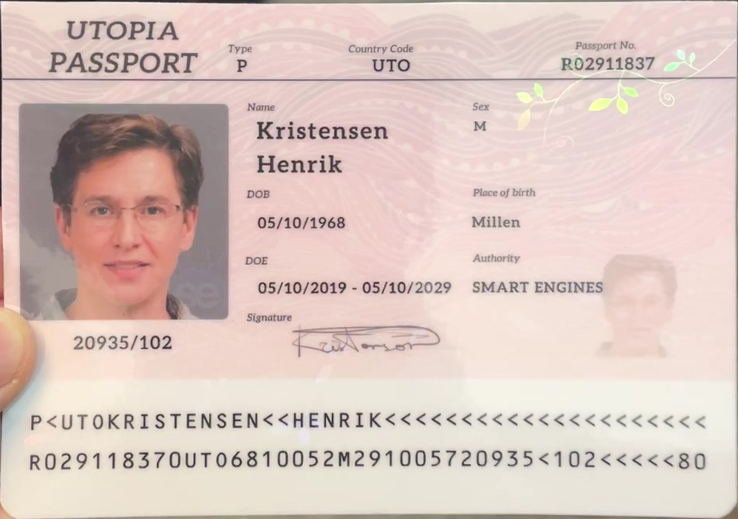 UTOPIA
PASSPORT
Type
P
Country Code
UTO
Passport No.
R02911837
Name
Kristensen
Henrik
Sex
M
DOB
05/10/1968
Place of birth
Millen
DOE
05/10/2019 - 05/10/2029
Authority
SMART ENGINES
Signature
Kristensen
20935/102
P<UTOKRISTENSEN<<HENRIK<<<<<<<<<<<<<<<<<<<<<
R029118370UTO6810052M291005720935<102<<<<<80